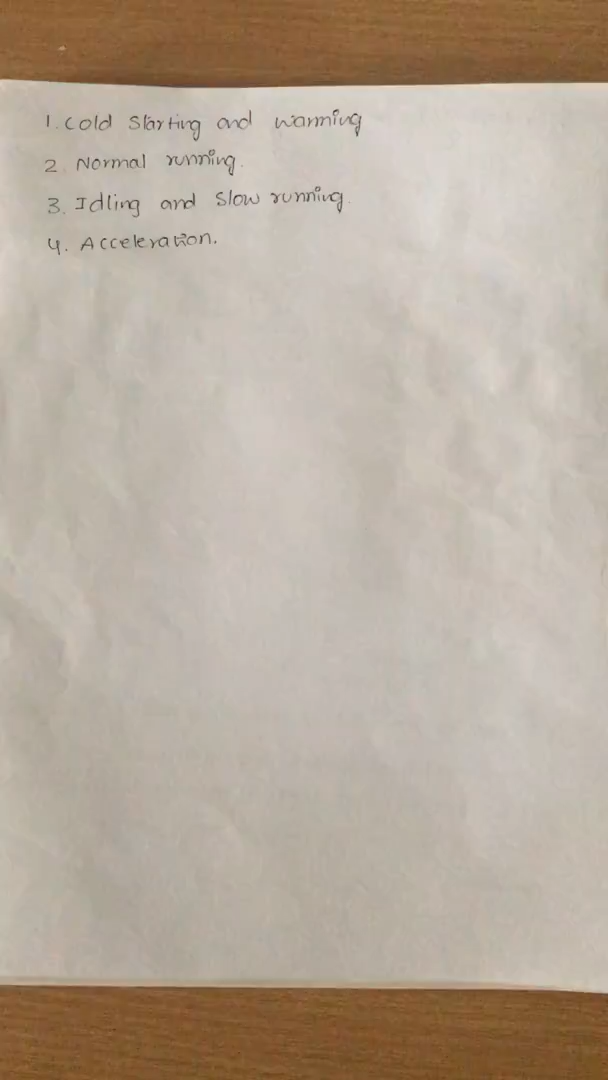 1. Cold Starting and warming
2. Normal running.
3. Idling and Slow running.
4. Acceleration.